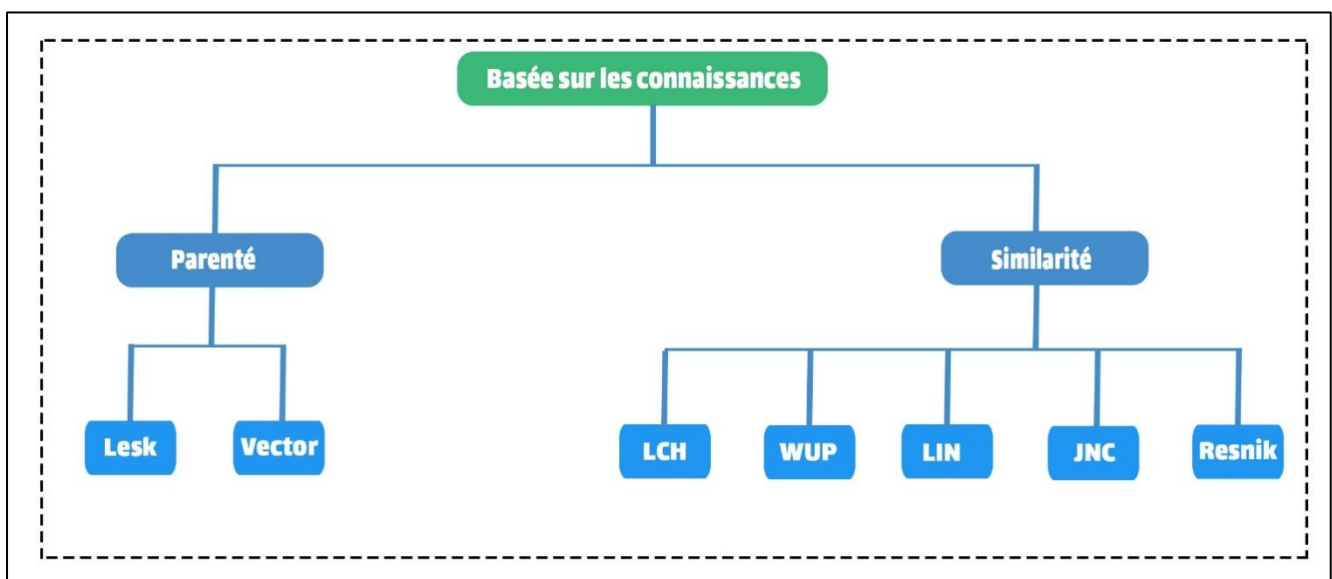 Basée sur les connaissances
Parenté
Similarité
Lesk
Vector
LCH
WUP
LIN
JNC
Resnik